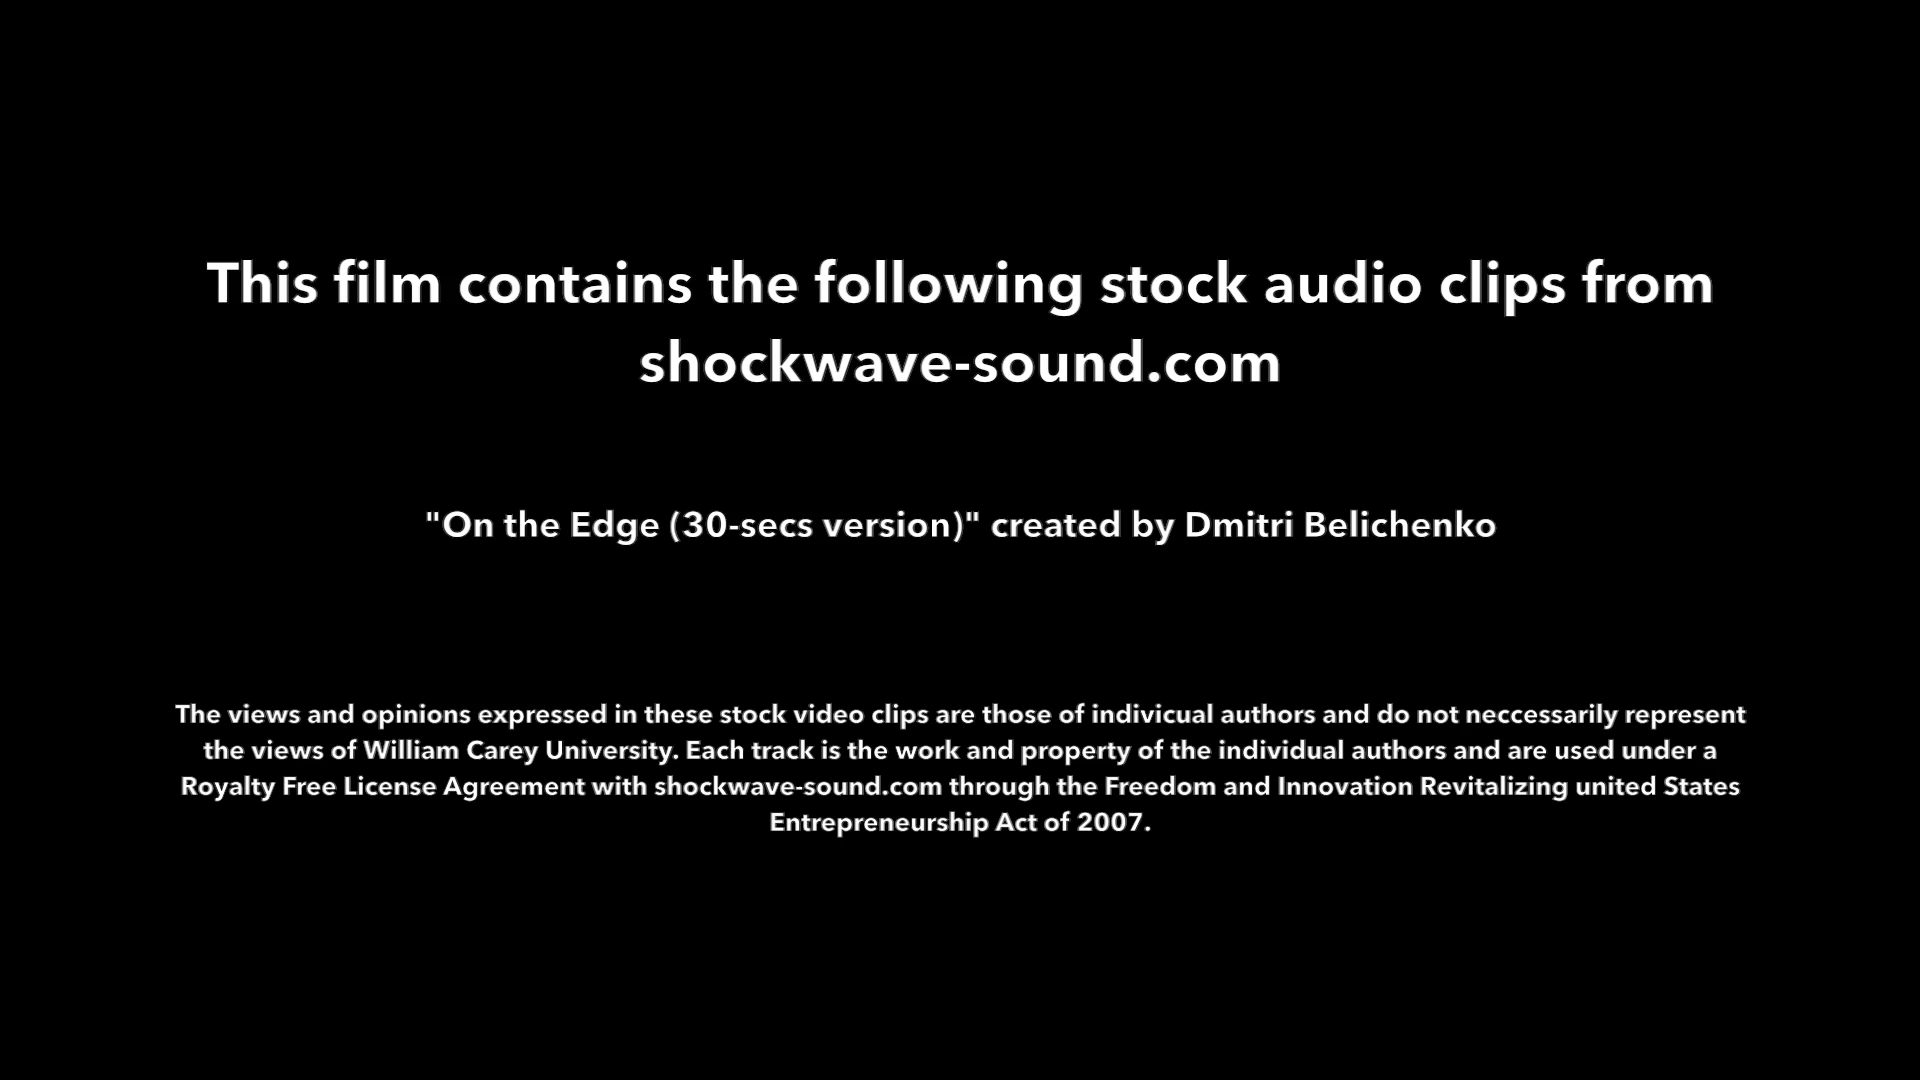 This film contains the following stock audio clips from
shockwave-sound.com
"On the Edge (30-secs version)" created by Dmitri Belichenko
The views and opinions expressed in these stock video clips are those of indivicual authors and do not neccessarily represent
the views of William Carey University. Each track is the work and property of the individual authors and are used under a
Royalty Free License Agreement with shockwave-sound.com through the Freedom and Innovation Revitalizing united States
Entrepreneurship Act of 2007.